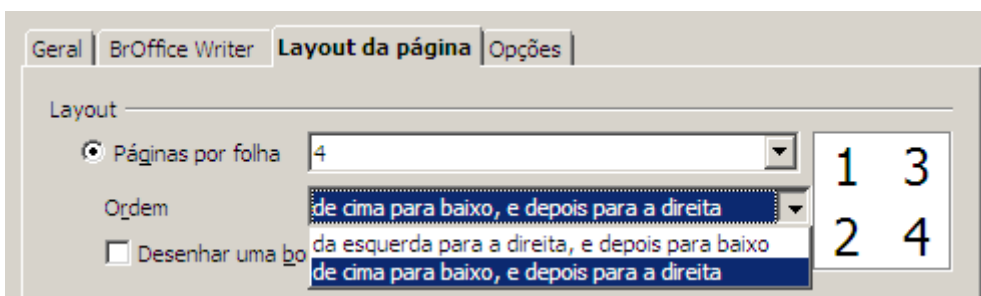 Geral BrOffice Writer Layout da página Opções
Layout
Páginas por folha 4
1 3
Ordem de cima para baixo, e depois para a direita
2 4
Desenhar uma bo da esquerda para a direita, e depois para baixo
de cima para baixo, e depois para a direita